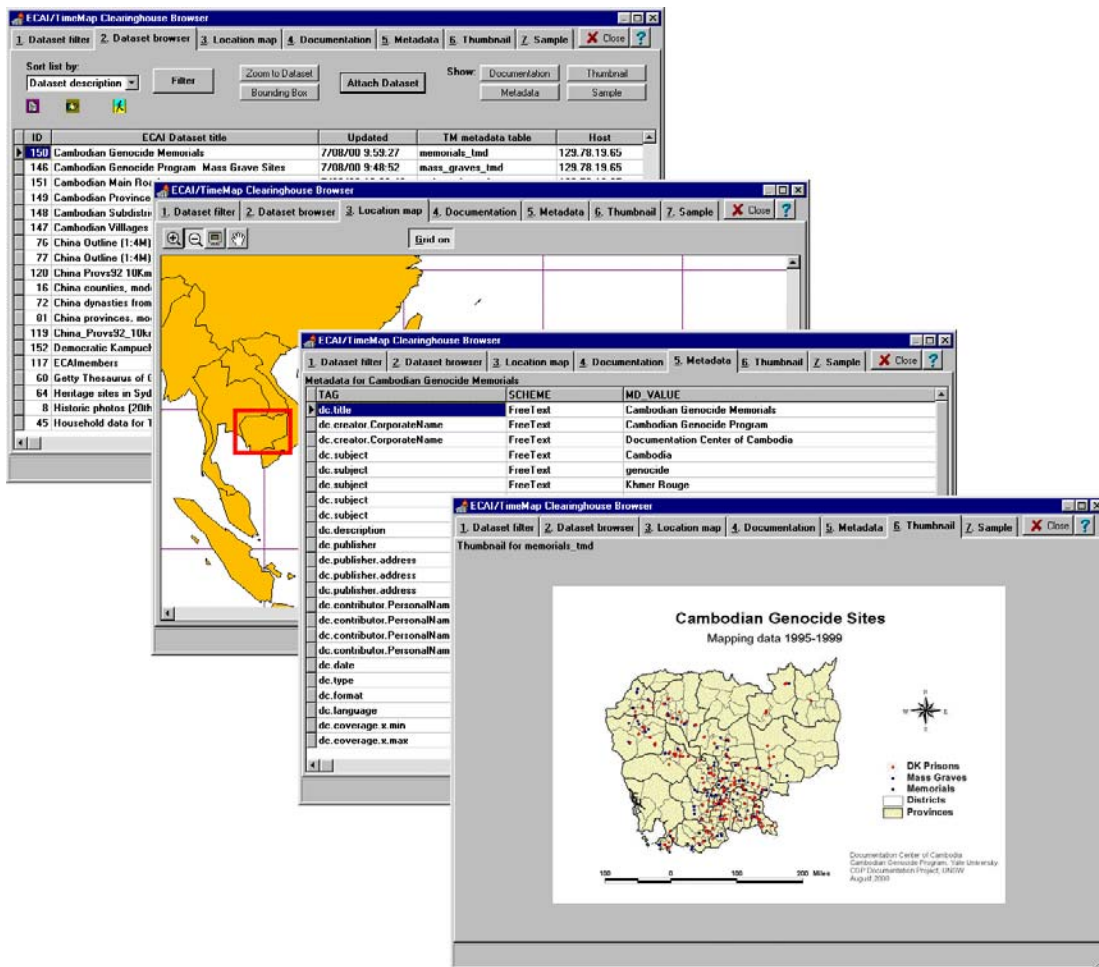 ECAI/TimeMap Clearinghouse Browser
1. Dataset filter 2. Dataset browser 3. Location map 4. Documentation 5. Metadata 6. Thumbnail 7. Sample Close ?
Sort list by:
Dataset description
Filter
Zoom to Dataset
Bounding Box
Attach Dataset
Show: Documentation Thumbnail
Metadata Sample
ID ECAI Dataset title Updated TM metadata table Host
150 Cambodian Genocide Memorials 7/08/00 9:59:27 memorials_tmd 129.78.19.65
146 Cambodian Genocide Program Mass Grave Sites 7/08/00 9:48:52 mass_graves_tmd 129.78.19.65
151 Cambodian Main
149 Cambodian Province
148 Cambodian
147 Cambodian Villlages
76 China Outline (1:4M)
77 China Outline (1:4M)
120 China Provs92 10Km
16 China counties,
72 China dynasties from
81 China provinces,
119 China_Provs92_10k
152 Democratic
117 ECAImembers
60 Getty Thesaurus of
64 Heritage sites in
8 Historic photos (20th
45 Household data for
ECAI/TimeMap Clearinghouse Browser
1. Dataset filter 2. Dataset browser 3. Location map 4. Documentation 5. Metadata 6. Thumbnail 7. Sample Close ?
Grid on
ECAI/TimeMap Clearinghouse Browser
1. Dataset filter 2. Dataset browser 3. Location map 4. Documentation 5. Metadata 6. Thumbnail 7. Sample Close ?
Metadata for Cambodian Genocide Memorials
TAG SCHEME MD_VALUE
dc.title FreeText Cambodian Genocide Memorials
dc.creator.CorporateName FreeText Cambodian Genocide Program
dc.creator.CorporateName FreeText Documentation Center of Cambodia
dc.subject FreeText Cambodia
dc.subject FreeText genocide
dc.subject FreeText Khmer Rouge
dc.subject
dc.subject
dc.description
dc.publisher
dc.publisher.address
dc.publisher.address
dc.publisher.address
dc.contributor.PersonalNam
dc.contributor.PersonalNam
dc.contributor.PersonalNam
dc.contributor.PersonalNam
dc.date
dc.type
dc.format
dc.language
dc.coverage.x.min
dc.coverage.x.max
ECAI/TimeMap Clearinghouse Browser
1. Dataset filter 2. Dataset browser 3. Location map 4. Documentation 5. Metadata 6. Thumbnail 7. Sample Close ?
Thumbnail for memorials_tmd
Cambodian Genocide Sites
Mapping data 1995-1999
N
W E
S
DK Prisons
Mass Graves
Memorials
Districts
Provinces
100 0 100 200 Miles
Documentation Center of Cambodia
Cambodian Genocide Program, Yale University
CGP Documentation Project, UNSW
August 2000